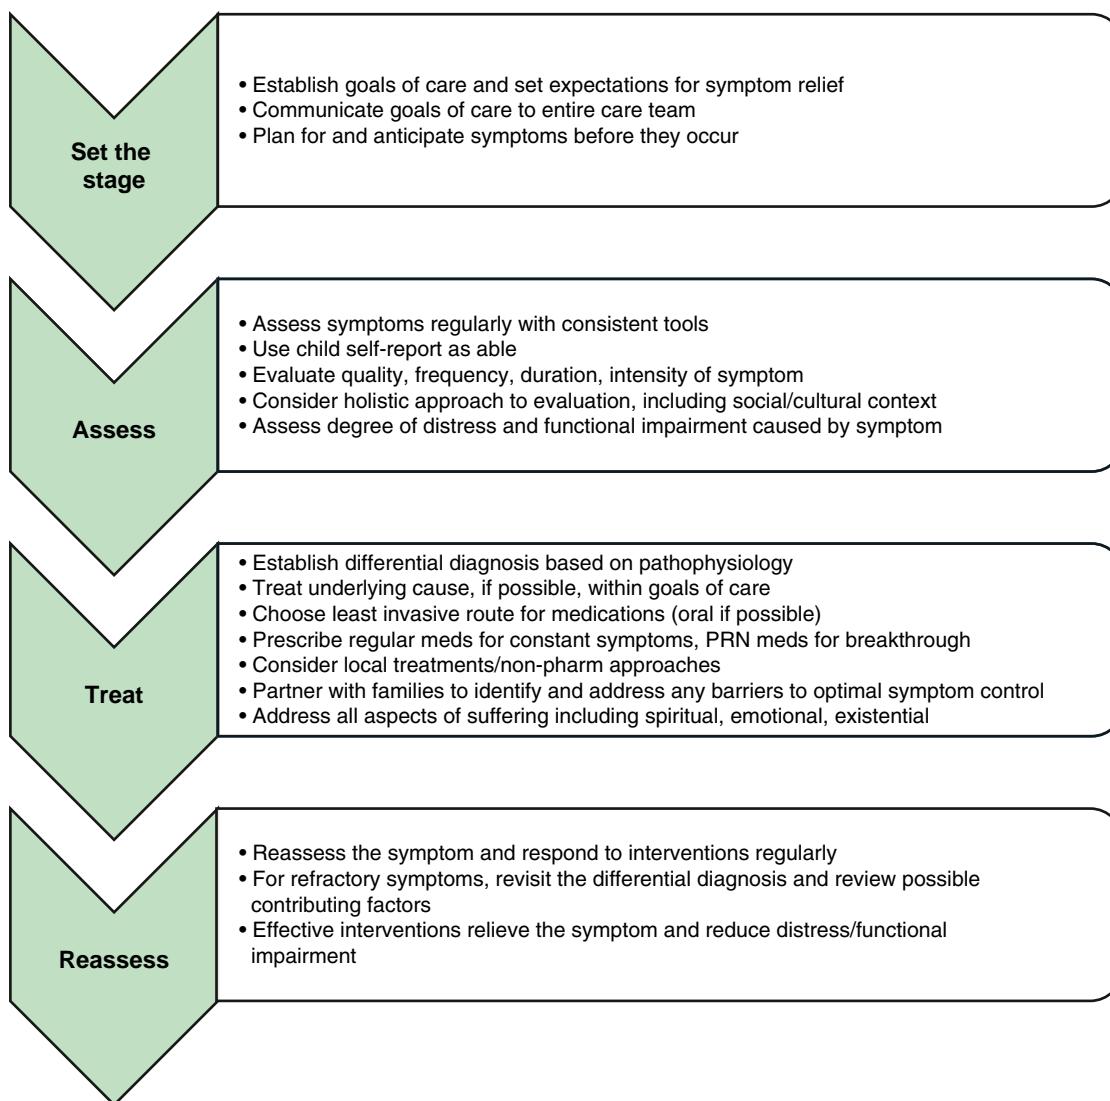 Set the
stage
• Establish goals of care and set expectations for symptom relief
• Communicate goals of care to entire care team
• Plan for and anticipate symptoms before they occur
Assess
• Assess symptoms regularly with consistent tools
• Use child self-report as able
• Evaluate quality, frequency, duration, intensity of symptom
• Consider holistic approach to evaluation, including social/cultural context
• Assess degree of distress and functional impairment caused by symptom
Treat
• Establish differential diagnosis based on pathophysiology
• Treat underlying cause, if possible, within goals of care
• Choose least invasive route for medications (oral if possible)
• Prescribe regular meds for constant symptoms, PRN meds for breakthrough
• Consider local treatments/non-pharm approaches
• Partner with families to identify and address any barriers to optimal symptom control
• Address all aspects of suffering including spiritual, emotional, existential
Reassess
• Reassess the symptom and respond to interventions regularly
• For refractory symptoms, revisit the differential diagnosis and review possible
contributing factors
• Effective interventions relieve the symptom and reduce distress/functional
impairment